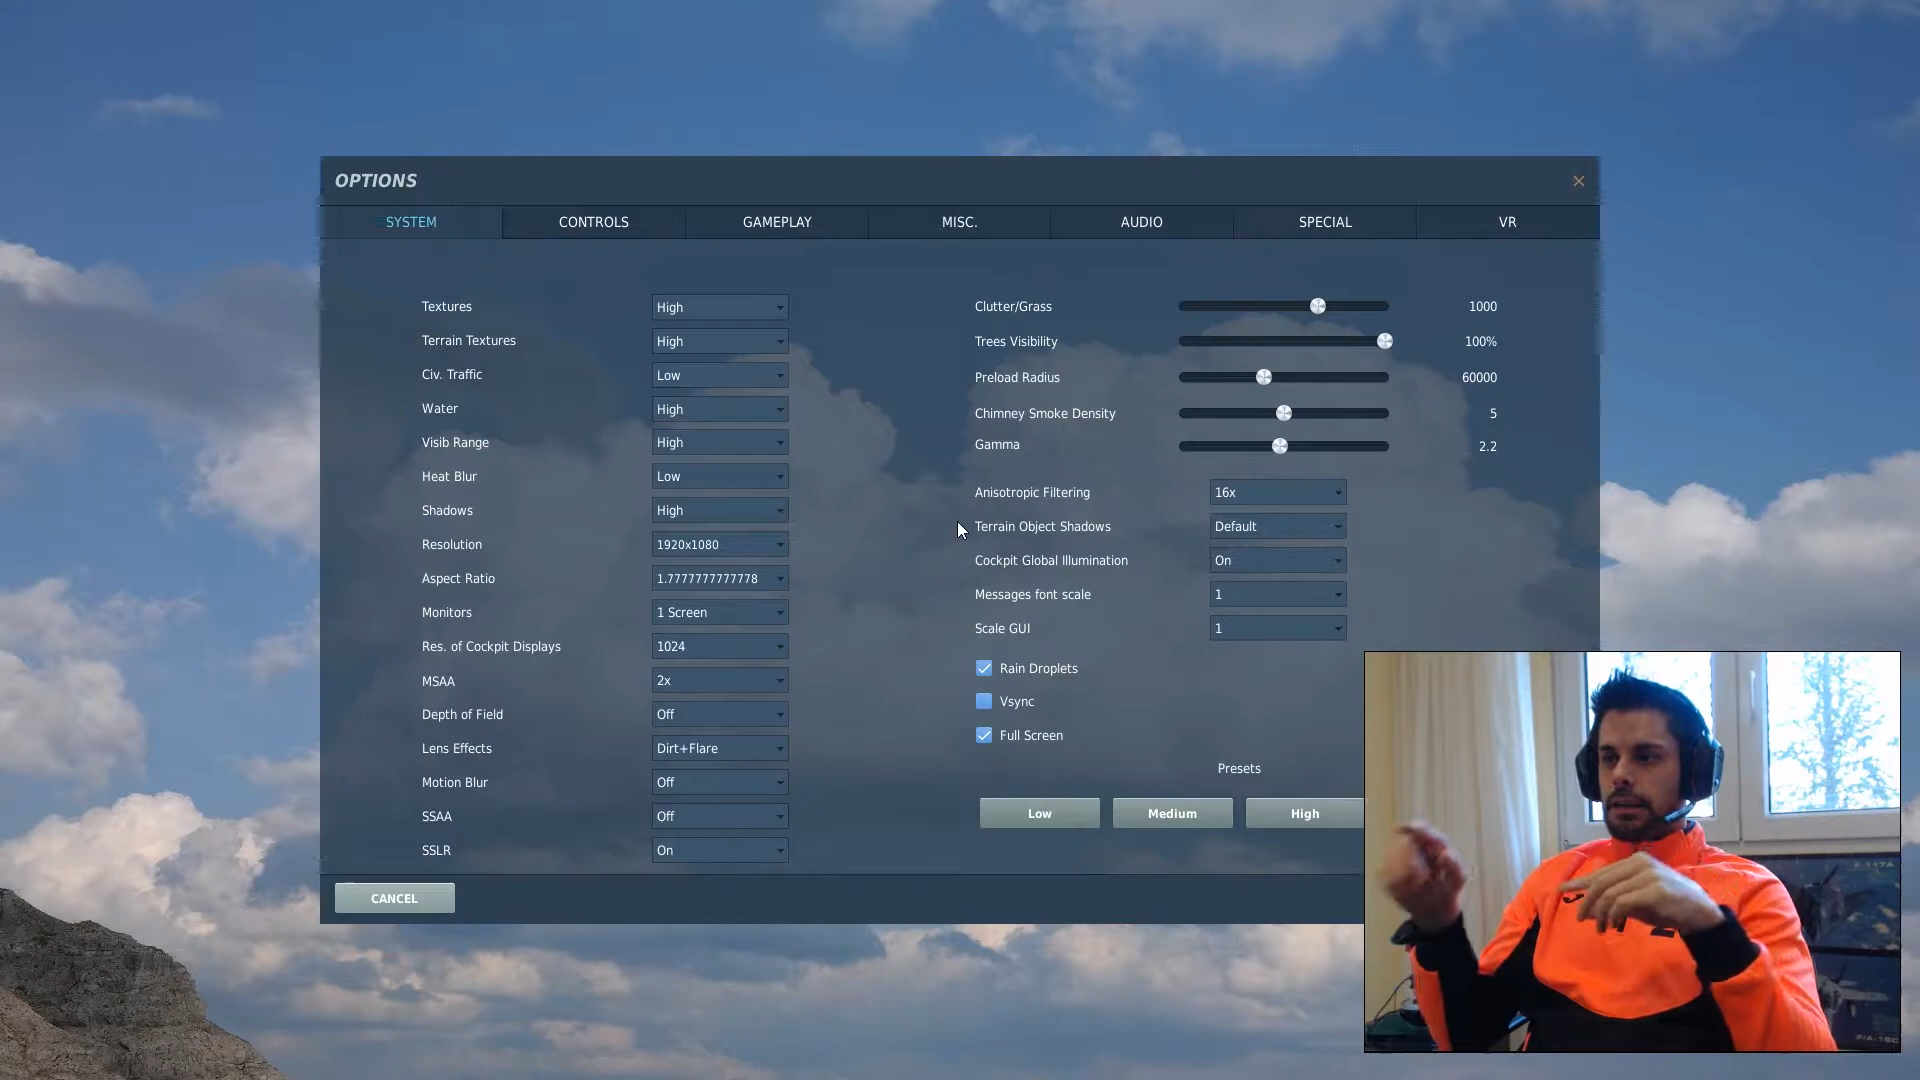 OPTIONS
SYSTEM CONTROLS GAMEPLAY MISC. AUDIO SPECIAL VR
Textures High
Terrain Textures High
Civ. Traffic Low
Water High
Visib Range High
Heat Blur Low
Shadows High
Resolution 1920x1080
Aspect Ratio 1.7777777777778
Monitors 1 Screen
Res. of Cockpit Displays 1024
MSAA 2x
Depth of Field Off
Lens Effects Dirt+Flare
Motion Blur Off
SSAA Off
SSLR On
Clutter/Grass 1000
Trees Visibility 100%
Preload Radius 60000
Chimney Smoke Density 5
Gamma 2.2
Anisotropic Filtering 16x
Terrain Object Shadows Default
Cockpit Global Illumination On
Messages font scale 1
Scale GUI 1
Rain Droplets
Vsync
Full Screen
Presets
Low Medium High
CANCEL
F-117A
F/A-18C